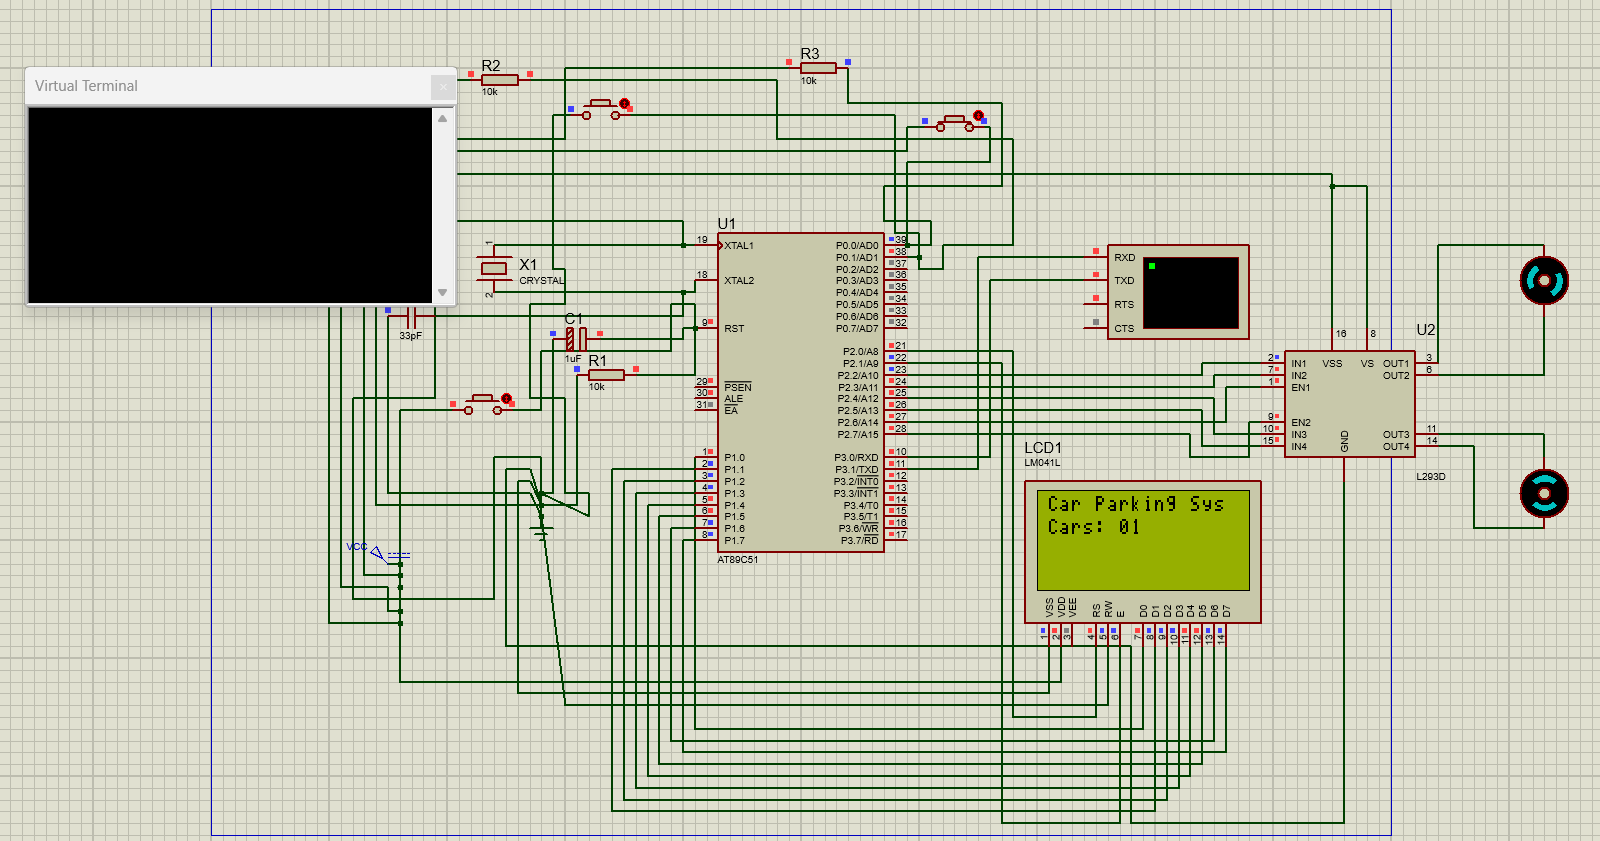 Virtual Terminal
R2
10k
R3
10k
U1
19
XTAL1
18
XTAL2
9
RST
29
PSEN
30
ALE
31
EA
1
P1.0
2
P1.1
3
P1.2
4
P1.3
5
P1.4
6
P1.5
7
P1.6
8
P1.7
P0.0/AD0
39
P0.1/AD1
38
P0.2/AD2
37
P0.3/AD3
36
P0.4/AD4
35
P0.5/AD5
34
P0.6/AD6
33
P0.7/AD7
32
P2.0/A8
21
P2.1/A9
22
P2.2/A10
23
P2.3/A11
24
P2.4/A12
25
P2.5/A13
26
P2.6/A14
27
P2.7/A15
28
P3.0/RXD
10
P3.1/TXD
11
P3.2/INT0
12
P3.3/INT1
13
P3.4/T0
14
P3.5/T1
15
P3.6/WR
16
P3.7/RD
17
AT89C51
1
X1
CRYSTAL
2
33pF
C1
1uF
R1
10k
VCC
RXD
TXD
RTS
CTS
U2
16
8
2
IN1
7
IN2
1
EN1
9
EN2
10
IN3
15
IN4
VSS
VS
GND
OUT1
3
OUT2
6
OUT3
11
OUT4
14
L293D
LCD1
LM041L
Car Parking Sys
Cars: 01
VSS
VDD
VEE
RS
RW
E
D0
D1
D2
D3
D4
D5
D6
D7
1
2
3
4
5
6
7
8
9
10
11
12
13
14